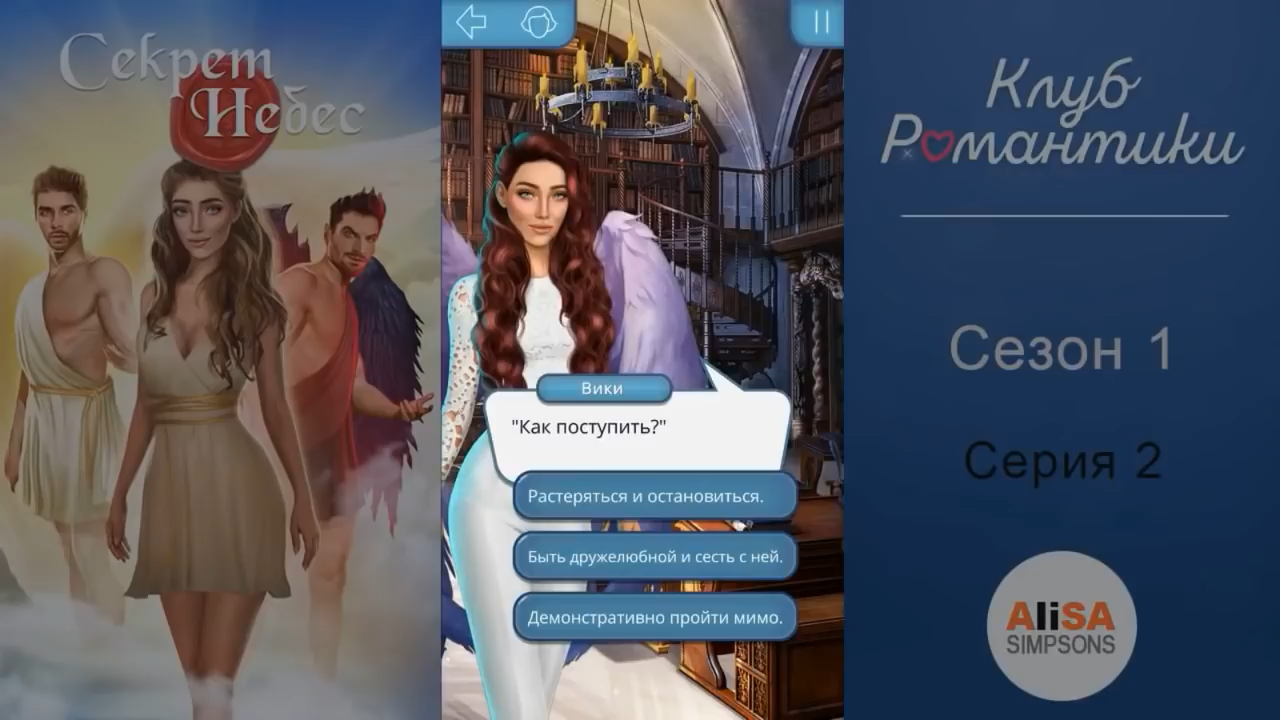 Секрет
Небес
Вики
"Как поступить?"
Растеряться и остановиться.
Быть дружелюбной и сесть с ней.
Демонстративно пройти мимо.
Клуб
Романтики
Сезон 1
Серия 2
AliSA
SIMPSONS